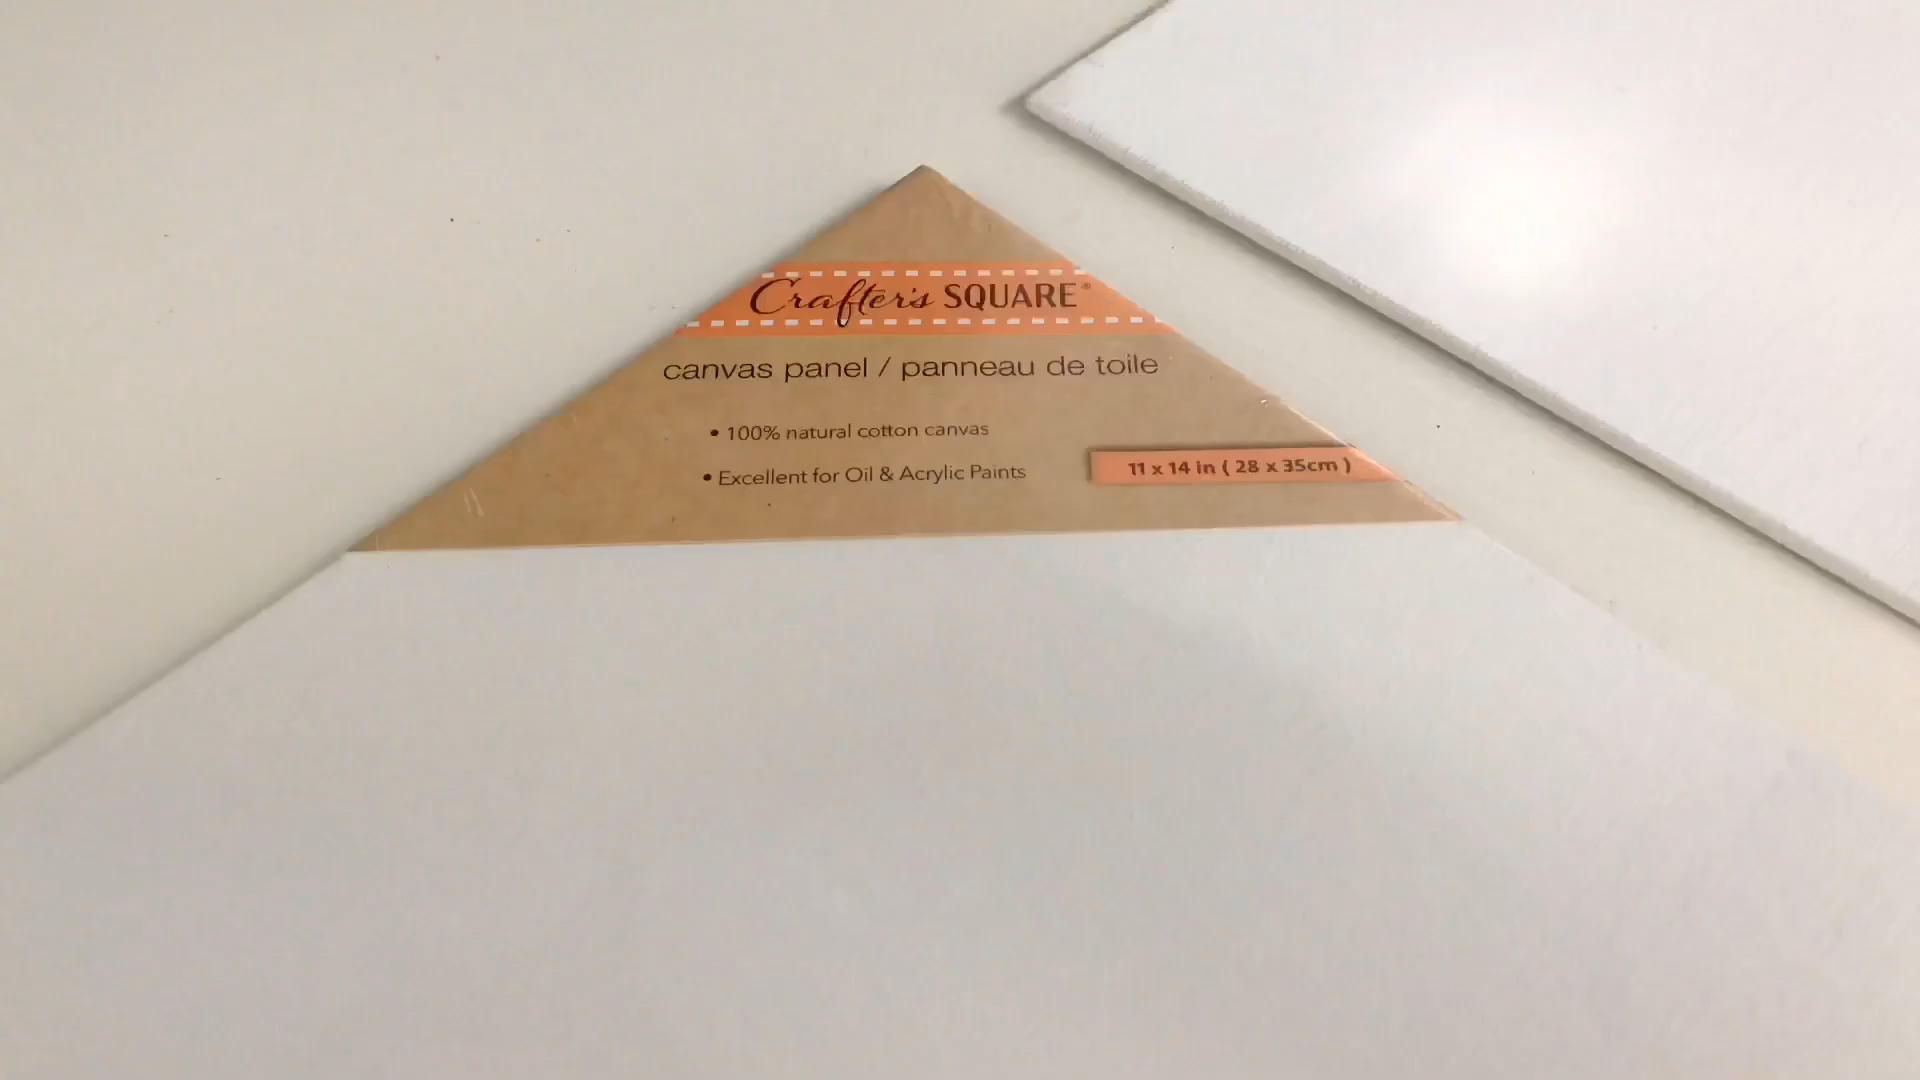 Crafter's SQUARE®
canvas panel / panneau de toile
• 100% natural cotton canvas
• Excellent for Oil & Acrylic Paints
11 x 14 in ( 28 x 35cm )